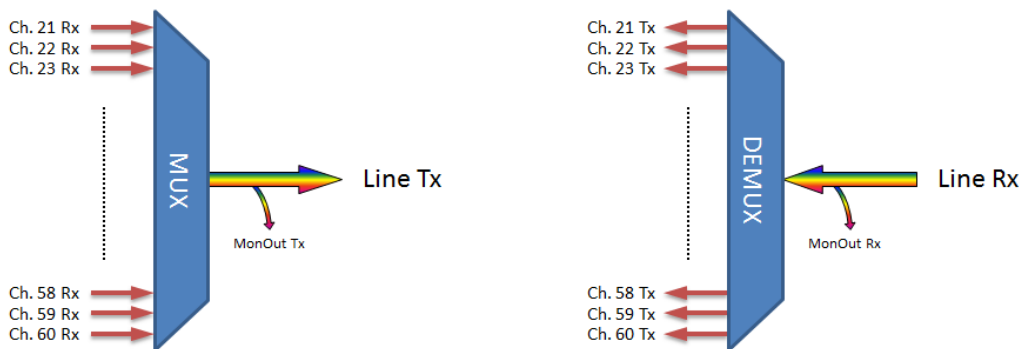 Ch. 21 Rx
Ch. 22 Rx
Ch. 23 Rx
MUX
Line Tx
MonOut Tx
Ch. 58 Rx
Ch. 59 Rx
Ch. 60 Rx
Ch. 21 Tx
Ch. 22 Tx
Ch. 23 Tx
DEMUX
Line Rx
MonOut Rx
Ch. 58 Tx
Ch. 59 Tx
Ch. 60 Tx